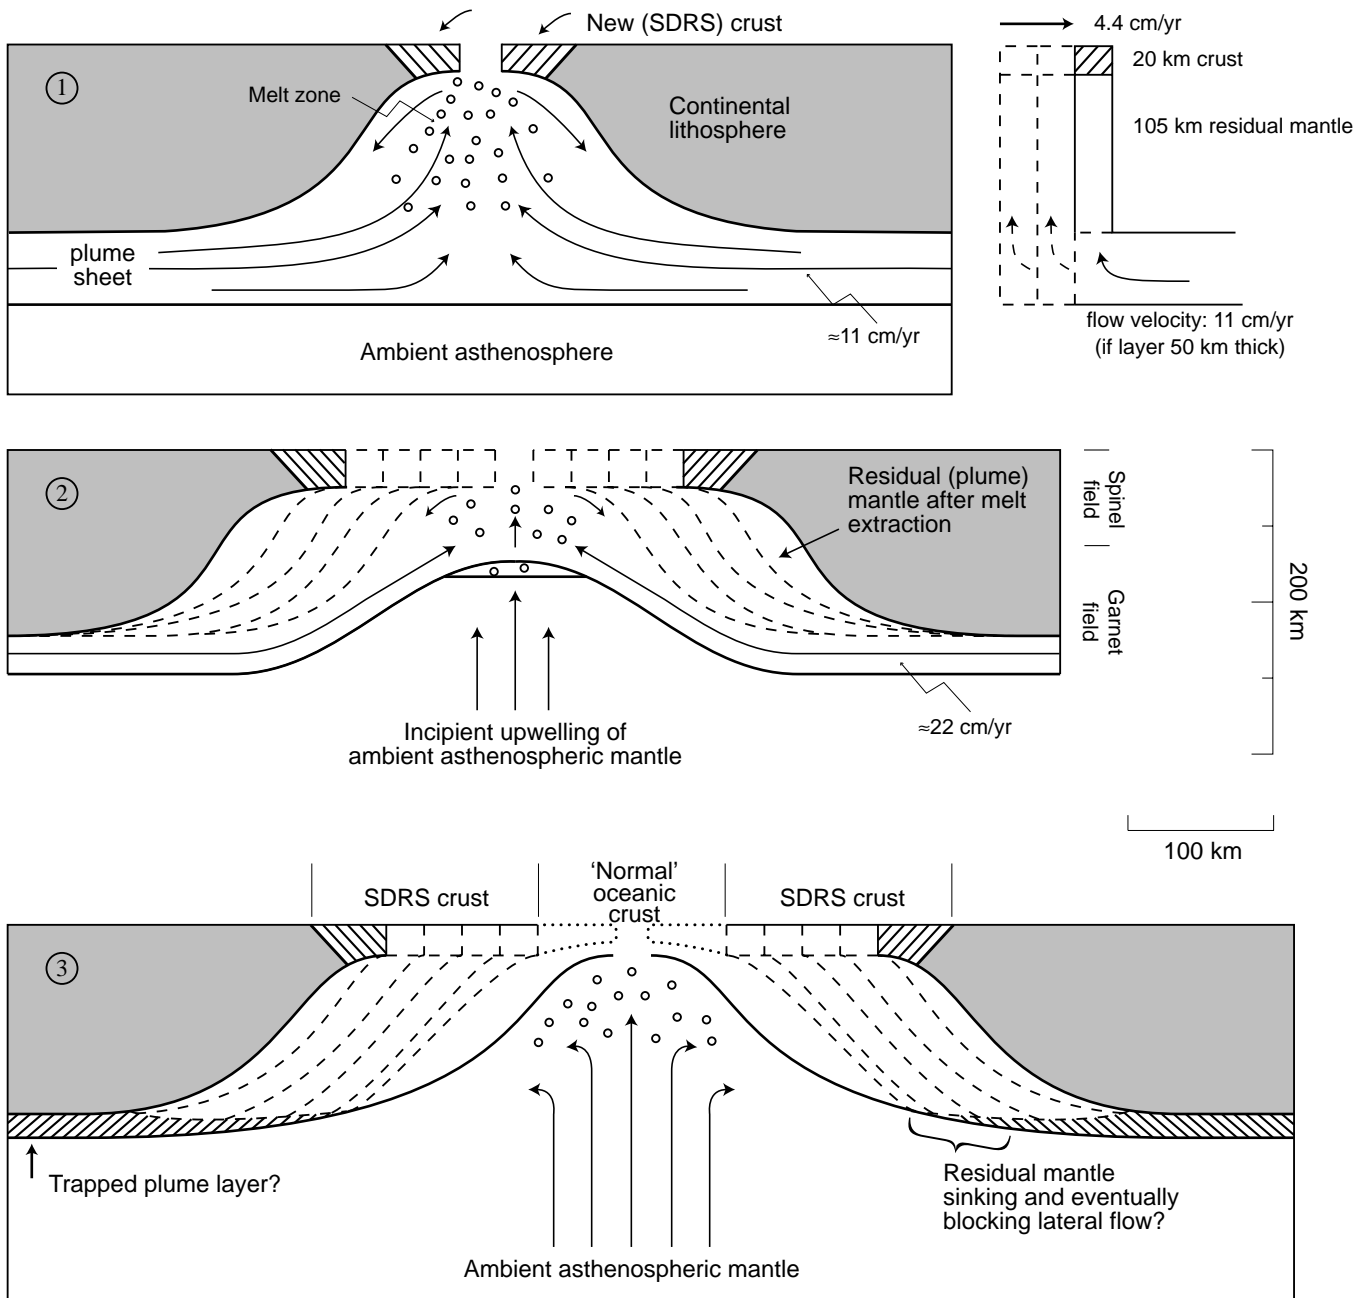 New (SDRS) crust
1
Melt zone
Continental
lithosphere
plume
sheet
≈11 cm/yr
Ambient asthenosphere
4.4 cm/yr
20 km crust
105 km residual mantle
flow velocity: 11 cm/yr
(if layer 50 km thick)
2
Residual (plume)
mantle after melt
extraction
Spinel
field
Garnet
field
200 km
≈22 cm/yr
Incipient upwelling of
ambient asthenospheric mantle
100 km
SDRS crust
‘Normal’
oceanic
crust
SDRS crust
3
Trapped plume layer?
Residual mantle
sinking and eventually
blocking lateral flow?
Ambient asthenospheric mantle